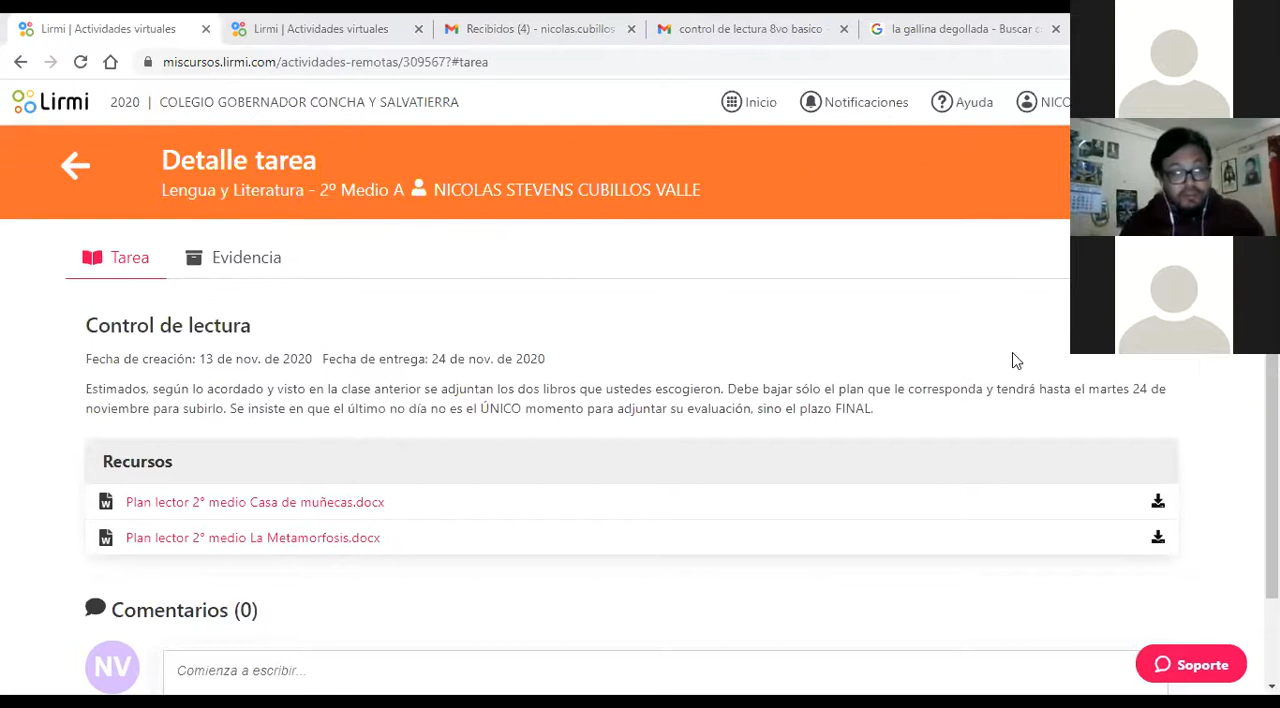 Lirmi | Actividades virtuales
Lirmi | Actividades virtuales
Recibidos (4) - nicolas.cubillos
control de lectura 8vo basico
la gallina degollada - Buscar c
miscursos.lirmi.com/actividades-remotas/309567?#tarea
Lirmi
2020 | COLEGIO GOBERNADOR CONCHA Y SALVATIERRA
Inicio
Notificaciones
Ayuda
NICO
Detalle tarea
Lengua y Literatura - 2º Medio A NICOLAS STEVENS CUBILLOS VALLE
Tarea
Evidencia
Control de lectura
Fecha de creación: 13 de nov. de 2020 Fecha de entrega: 24 de nov. de 2020
Estimados, según lo acordado y visto en la clase anterior se adjuntan los dos libros que ustedes escogieron. Debe bajar sólo el plan que le corresponda y tendrá hasta el martes 24 de
noviembre para subirlo. Se insiste en que el último no día no es el ÚNICO momento para adjuntar su evaluación, sino el plazo FINAL.
Recursos
Plan lector 2° medio Casa de muñecas.docx
Plan lector 2° medio La Metamorfosis.docx
Comentarios (0)
NV
Comienza a escribir...
Soporte